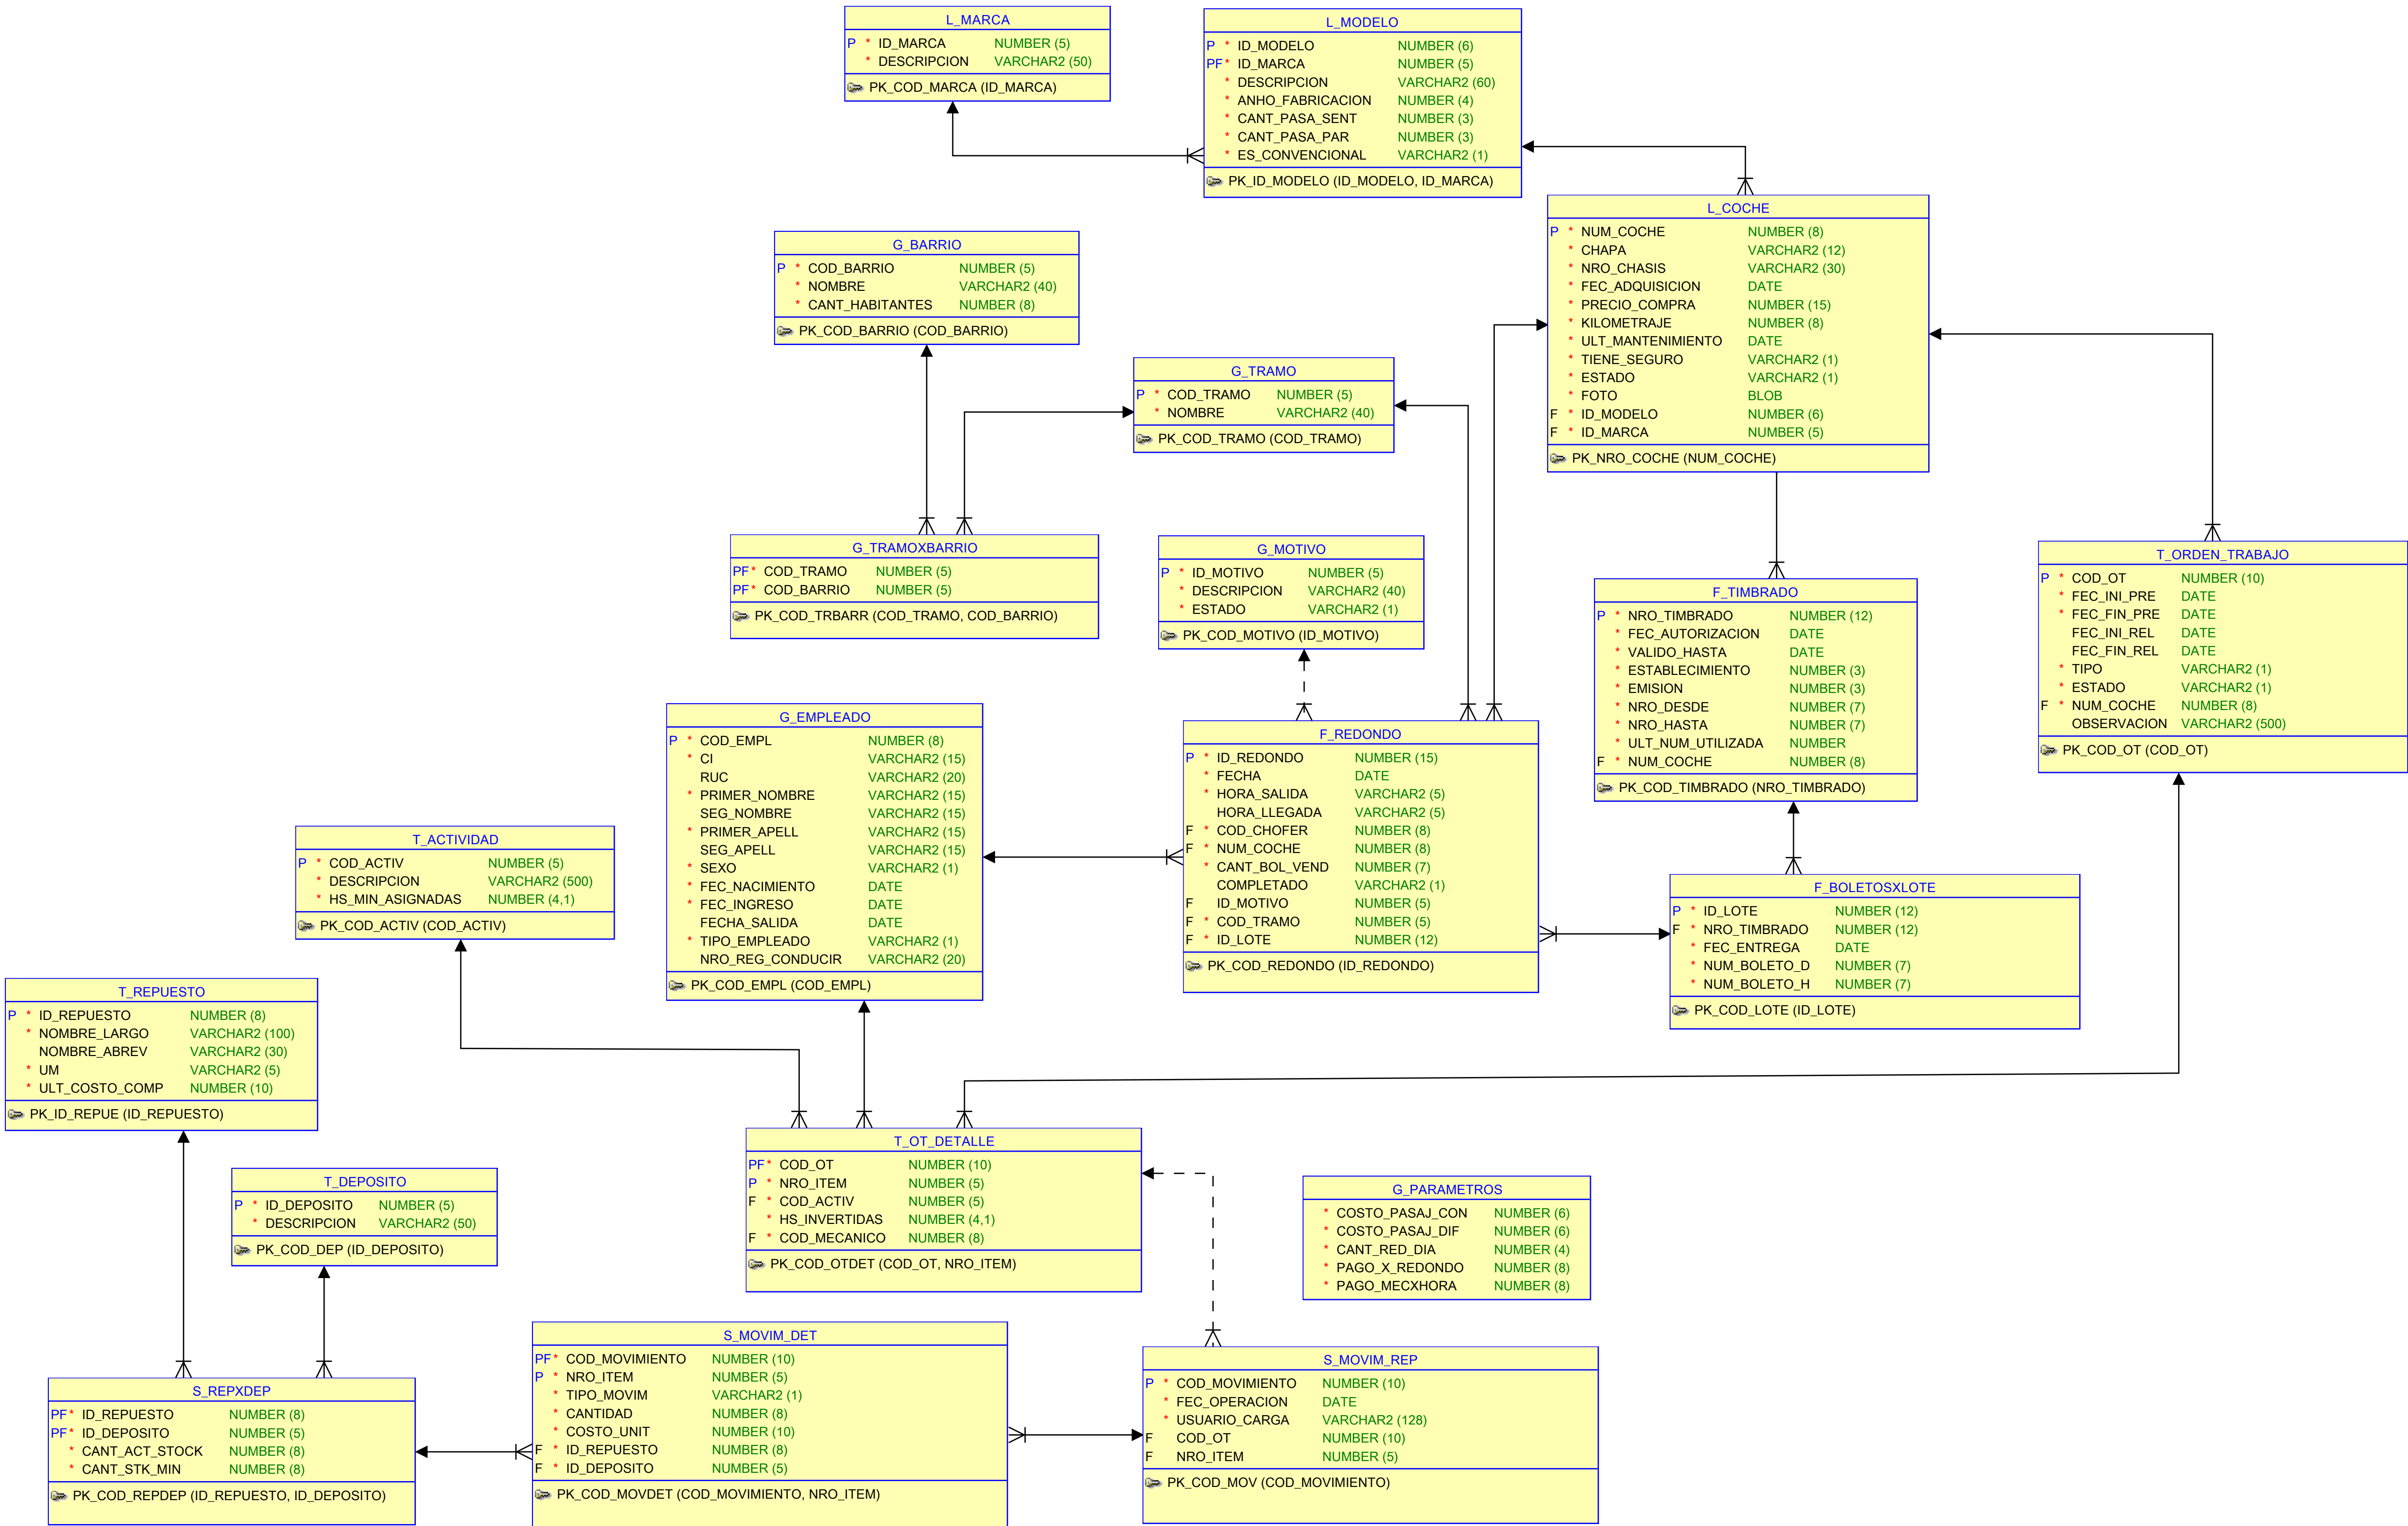 L_MARCA
P * ID_MARCA NUMBER (5)
* DESCRIPCION VARCHAR2 (50)
PK_COD_MARCA (ID_MARCA)
L_MODELO
P * ID_MODELO NUMBER (6)
PF * ID_MARCA NUMBER (5)
* DESCRIPCION VARCHAR2 (60)
* ANHO_FABRICACION NUMBER (4)
* CANT_PASA_SENT NUMBER (3)
* CANT_PASA_PAR NUMBER (3)
* ES_CONVENCIONAL VARCHAR2 (1)
PK_ID_MODELO (ID_MODELO, ID_MARCA)
L_COCHE
P * NUM_COCHE NUMBER (8)
* CHAPA VARCHAR2 (12)
* NRO_CHASIS VARCHAR2 (30)
* FEC_ADQUISICION DATE
* PRECIO_COMPRA NUMBER (15)
* KILOMETRAJE NUMBER (8)
* ULT_MANTENIMIENTO DATE
* TIENE_SEGURO VARCHAR2 (1)
* ESTADO VARCHAR2 (1)
* FOTO BLOB
F * ID_MODELO NUMBER (6)
F * ID_MARCA NUMBER (5)
PK_NRO_COCHE (NUM_COCHE)
G_BARRIO
P * COD_BARRIO NUMBER (5)
* NOMBRE VARCHAR2 (40)
* CANT_HABITANTES NUMBER (8)
PK_COD_BARRIO (COD_BARRIO)
G_TRAMO
P * COD_TRAMO NUMBER (5)
* NOMBRE VARCHAR2 (40)
PK_COD_TRAMO (COD_TRAMO)
G_TRAMOXBARRIO
PF * COD_TRAMO NUMBER (5)
PF * COD_BARRIO NUMBER (5)
PK_COD_TRBARR (COD_TRAMO, COD_BARRIO)
G_MOTIVO
P * ID_MOTIVO NUMBER (5)
* DESCRIPCION VARCHAR2 (40)
* ESTADO VARCHAR2 (1)
PK_COD_MOTIVO (ID_MOTIVO)
F_TIMBRADO
P * NRO_TIMBRADO NUMBER (12)
* FEC_AUTORIZACION DATE
* VALIDO_HASTA DATE
* ESTABLECIMIENTO NUMBER (3)
* EMISION NUMBER (3)
* NRO_DESDE NUMBER (7)
* NRO_HASTA NUMBER (7)
* ULT_NUM_UTILIZADA NUMBER
F * NUM_COCHE NUMBER (8)
PK_COD_TIMBRADO (NRO_TIMBRADO)
T_ORDEN_TRABAJO
P * COD_OT NUMBER (10)
* FEC_INI_PRE DATE
* FEC_FIN_PRE DATE
FEC_INI_REL DATE
FEC_FIN_REL DATE
* TIPO VARCHAR2 (1)
* ESTADO VARCHAR2 (1)
F * NUM_COCHE NUMBER (8)
OBSERVACION VARCHAR2 (500)
PK_COD_OT (COD_OT)
G_EMPLEADO
P * COD_EMPL NUMBER (8)
* CI VARCHAR2 (15)
RUC VARCHAR2 (20)
* PRIMER_NOMBRE VARCHAR2 (15)
SEG_NOMBRE VARCHAR2 (15)
* PRIMER_APELL VARCHAR2 (15)
SEG_APELL VARCHAR2 (15)
* SEXO VARCHAR2 (1)
* FEC_NACIMIENTO DATE
* FEC_INGRESO DATE
FECHA_SALIDA DATE
* TIPO_EMPLEADO VARCHAR2 (1)
NRO_REG_CONDUCIR VARCHAR2 (20)
PK_COD_EMPL (COD_EMPL)
F_REDONDO
P * ID_REDONDO NUMBER (15)
* FECHA DATE
* HORA_SALIDA VARCHAR2 (5)
HORA_LLEGADA VARCHAR2 (5)
F * COD_CHOFER NUMBER (8)
F * NUM_COCHE NUMBER (8)
* CANT_BOL_VEND NUMBER (7)
COMPLETADO VARCHAR2 (1)
F ID_MOTIVO NUMBER (5)
F * COD_TRAMO NUMBER (5)
F * ID_LOTE NUMBER (12)
PK_COD_REDONDO (ID_REDONDO)
F_BOLETOSXLOTE
P * ID_LOTE NUMBER (12)
F * NRO_TIMBRADO NUMBER (12)
* FEC_ENTREGA DATE
* NUM_BOLETO_D NUMBER (7)
* NUM_BOLETO_H NUMBER (7)
PK_COD_LOTE (ID_LOTE)
T_ACTIVIDAD
P * COD_ACTIV NUMBER (5)
* DESCRIPCION VARCHAR2 (500)
* HS_MIN_ASIGNADAS NUMBER (4,1)
PK_COD_ACTIV (COD_ACTIV)
T_REPUESTO
P * ID_REPUESTO NUMBER (8)
* NOMBRE_LARGO VARCHAR2 (100)
NOMBRE_ABREV VARCHAR2 (30)
* UM VARCHAR2 (5)
* ULT_COSTO_COMP NUMBER (10)
PK_ID_REPUE (ID_REPUESTO)
T_DEPOSITO
P * ID_DEPOSITO NUMBER (5)
* DESCRIPCION VARCHAR2 (50)
PK_COD_DEP (ID_DEPOSITO)
T_OT_DETALLE
PF * COD_OT NUMBER (10)
P * NRO_ITEM NUMBER (5)
F * COD_ACTIV NUMBER (5)
* HS_INVERTIDAS NUMBER (4,1)
F * COD_MECANICO NUMBER (8)
PK_COD_OTDET (COD_OT, NRO_ITEM)
G_PARAMETROS
* COSTO_PASAJ_CON NUMBER (6)
* COSTO_PASAJ_DIF NUMBER (6)
* CANT_RED_DIA NUMBER (4)
* PAGO_X_REDONDO NUMBER (8)
* PAGO_MECXHORA NUMBER (8)
S_REPXDEP
PF * ID_REPUESTO NUMBER (8)
PF * ID_DEPOSITO NUMBER (5)
* CANT_ACT_STOCK NUMBER (8)
* CANT_STK_MIN NUMBER (8)
PK_COD_REPDEP (ID_REPUESTO, ID_DEPOSITO)
S_MOVIM_DET
PF * COD_MOVIMIENTO NUMBER (10)
P * NRO_ITEM NUMBER (5)
* TIPO_MOVIM VARCHAR2 (1)
* CANTIDAD NUMBER (8)
* COSTO_UNIT NUMBER (10)
F * ID_REPUESTO NUMBER (8)
F * ID_DEPOSITO NUMBER (5)
PK_COD_MOVDET (COD_MOVIMIENTO, NRO_ITEM)
S_MOVIM_REP
P * COD_MOVIMIENTO NUMBER (10)
* FEC_OPERACION DATE
* USUARIO_CARGA VARCHAR2 (128)
F COD_OT NUMBER (10)
F NRO_ITEM NUMBER (5)
PK_COD_MOV (COD_MOVIMIENTO)